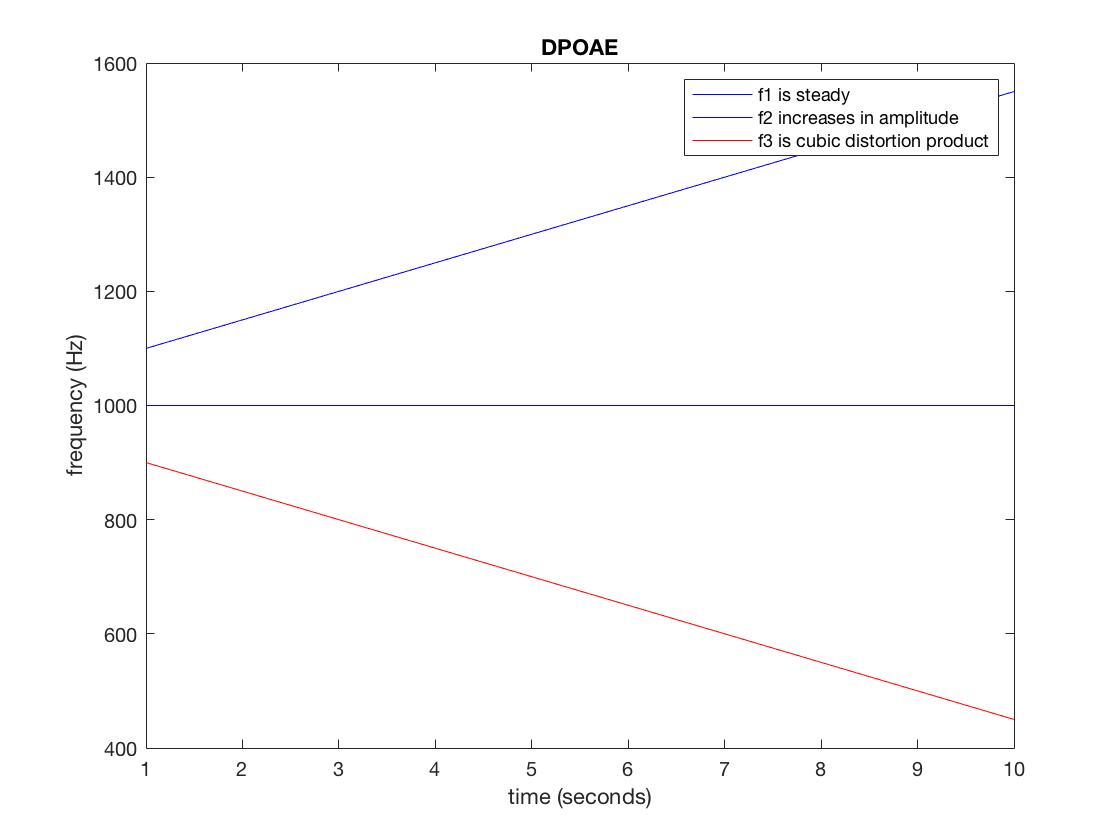 DPOAE
1600
1400
1200
1000
800
600
400
frequency (Hz)
f1 is steady
f2 increases in amplitude
f3 is cubic distortion product
1 2 3 4 5 6 7 8 9 10
time (seconds)